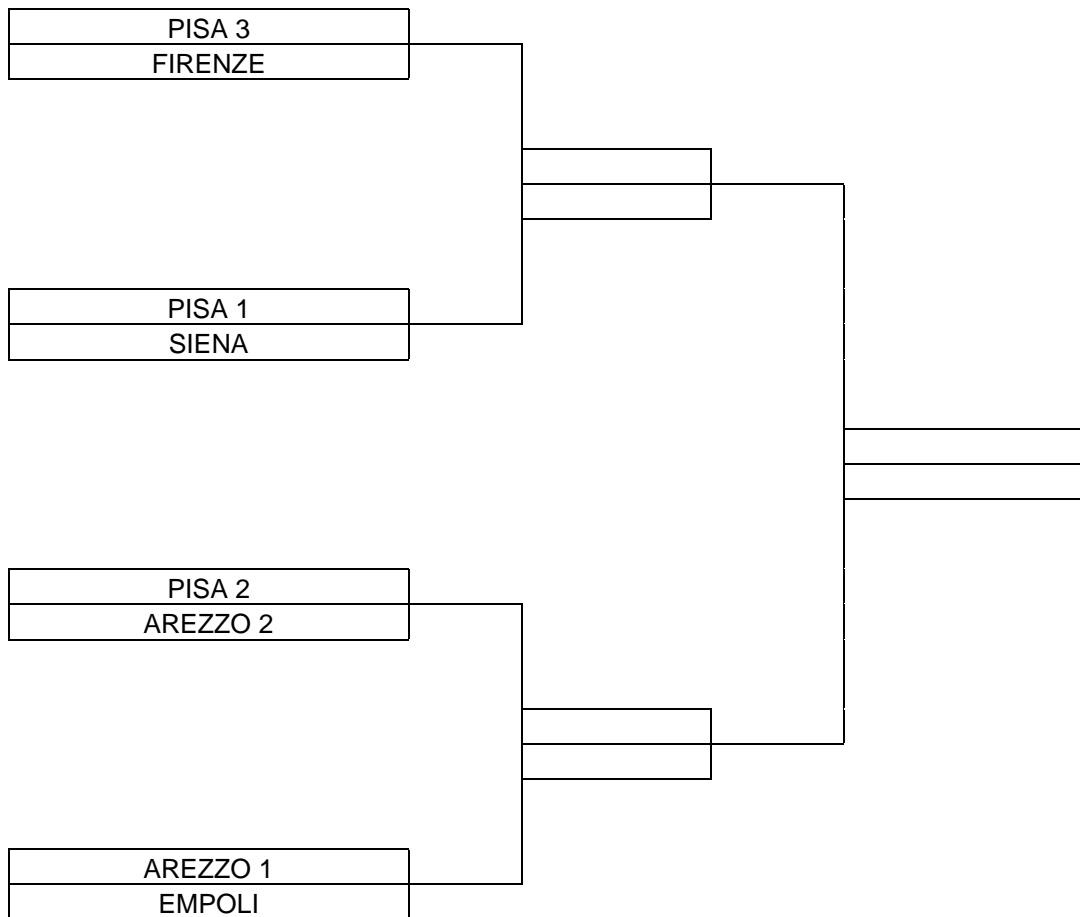 PISA 3
FIRENZE
PISA 1
SIENA
PISA 2
AREZZO 2
AREZZO 1
EMPOLI